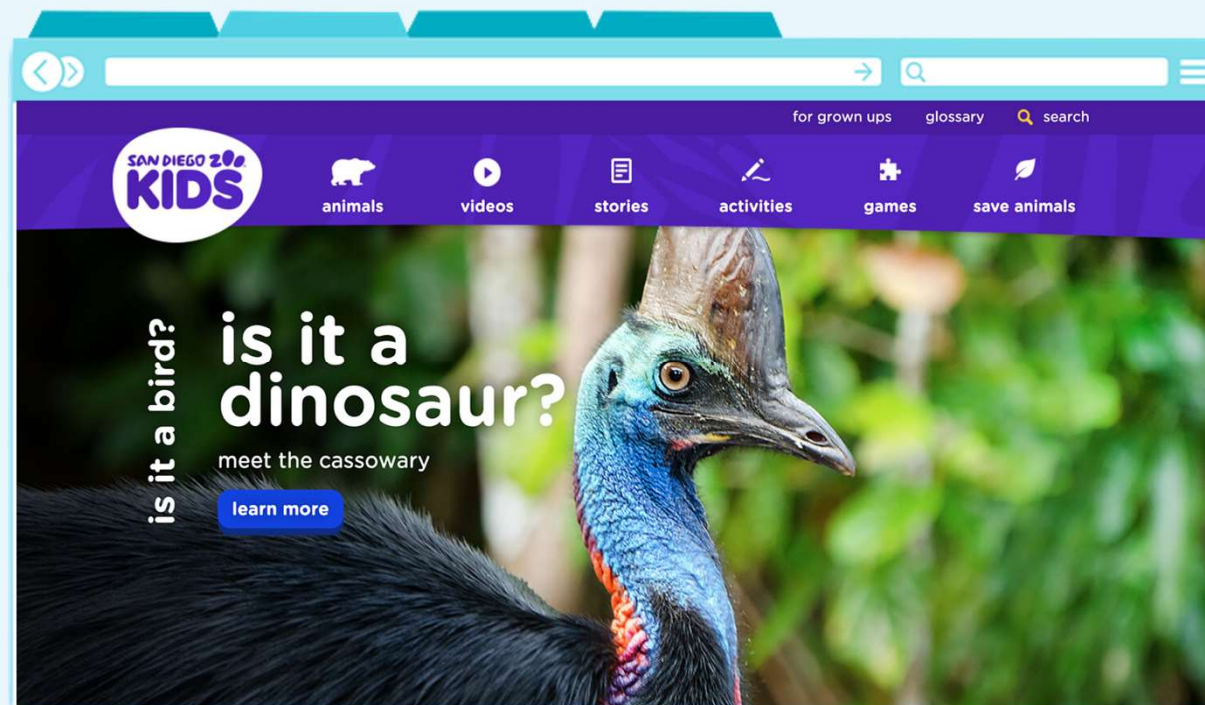 for grown ups glossary search
SAN DIEGO ZOO
KIDS
animals videos stories activities games save animals
is it a bird?
is it a
dinosaur?
meet the cassowary
learn more